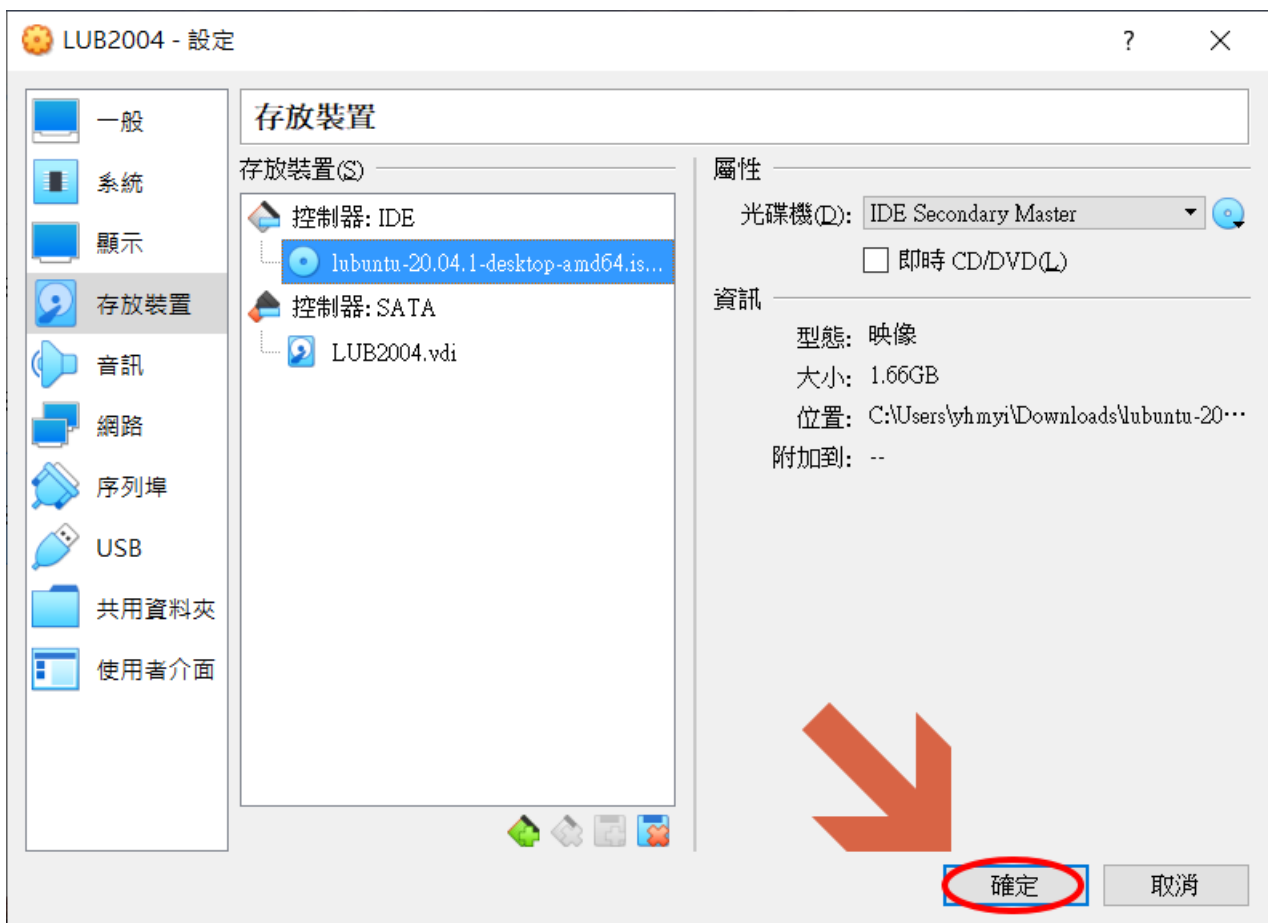 LUB2004 - 設定
?
一般
系統
顯示
存放裝置
音訊
網路
序列埠
USB
共用資料夾
使用者介面
存放裝置
存放裝置(S)
控制器: IDE
lubuntu-20.04.1-desktop-amd64.is...
控制器: SATA
LUB2004.vdi
屬性
光碟機(D): IDE Secondary Master
即時 CD/DVD(L)
資訊
型態: 映像
大小: 1.66GB
位置: C:\Users\yhmyi\Downloads\lubuntu-20⋯
附加到: --
確定
取消